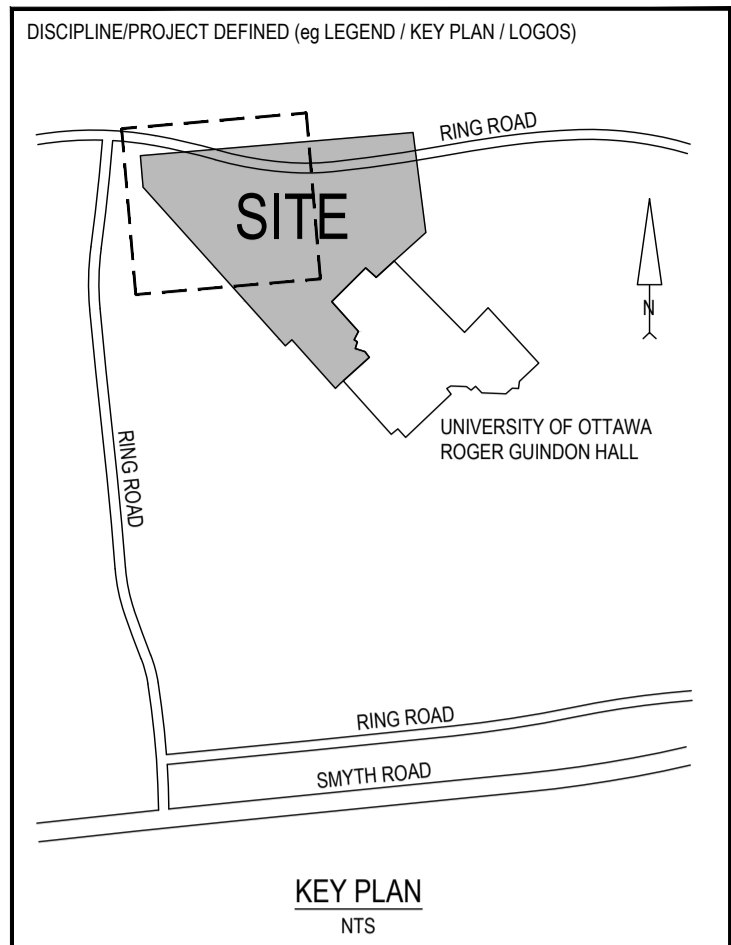 DISCIPLINE/PROJECT DEFINED (eg LEGEND / KEY PLAN / LOGOS)
RING ROAD
SITE
N
UNIVERSITY OF OTTAWA
ROGER GUINDON HALL
RING ROAD
RING ROAD
SMYTH ROAD
KEY PLAN
NTS